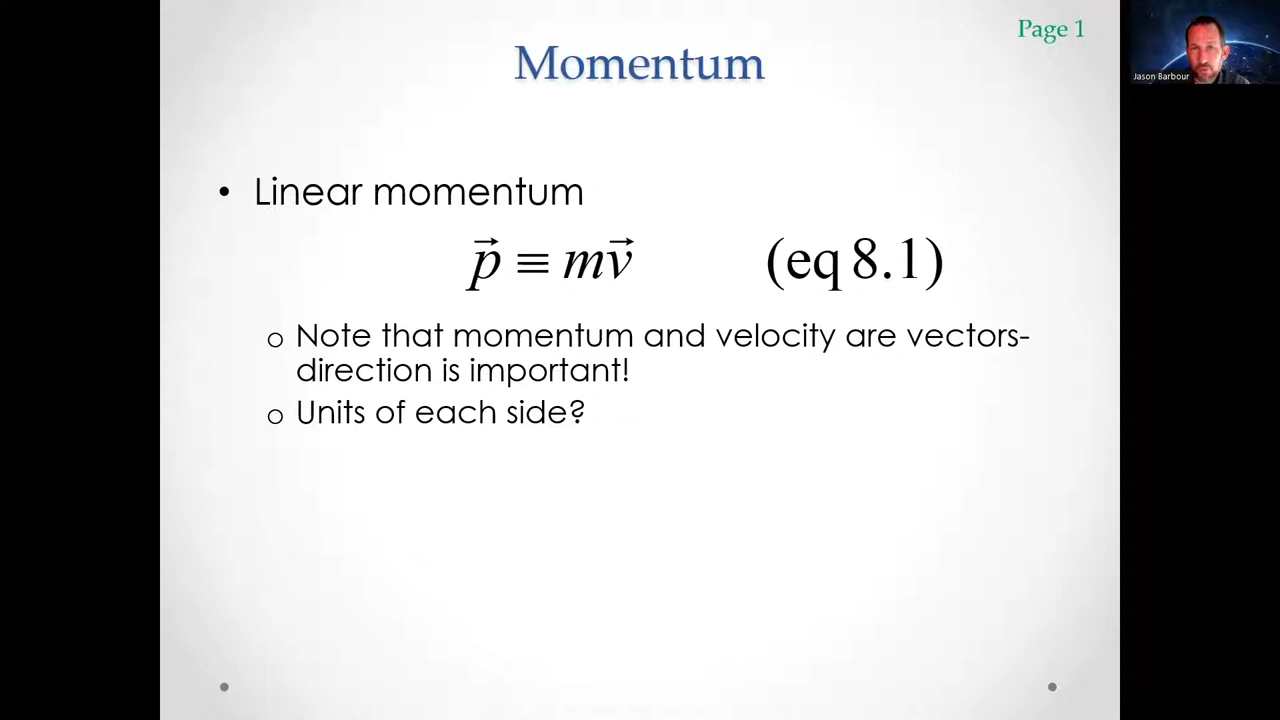 Page 1
Momentum
Jason Barbour
• Linear momentum
p⃗ ≡ mv⃗ (eq 8.1)
o Note that momentum and velocity are vectors-
direction is important!
o Units of each side?